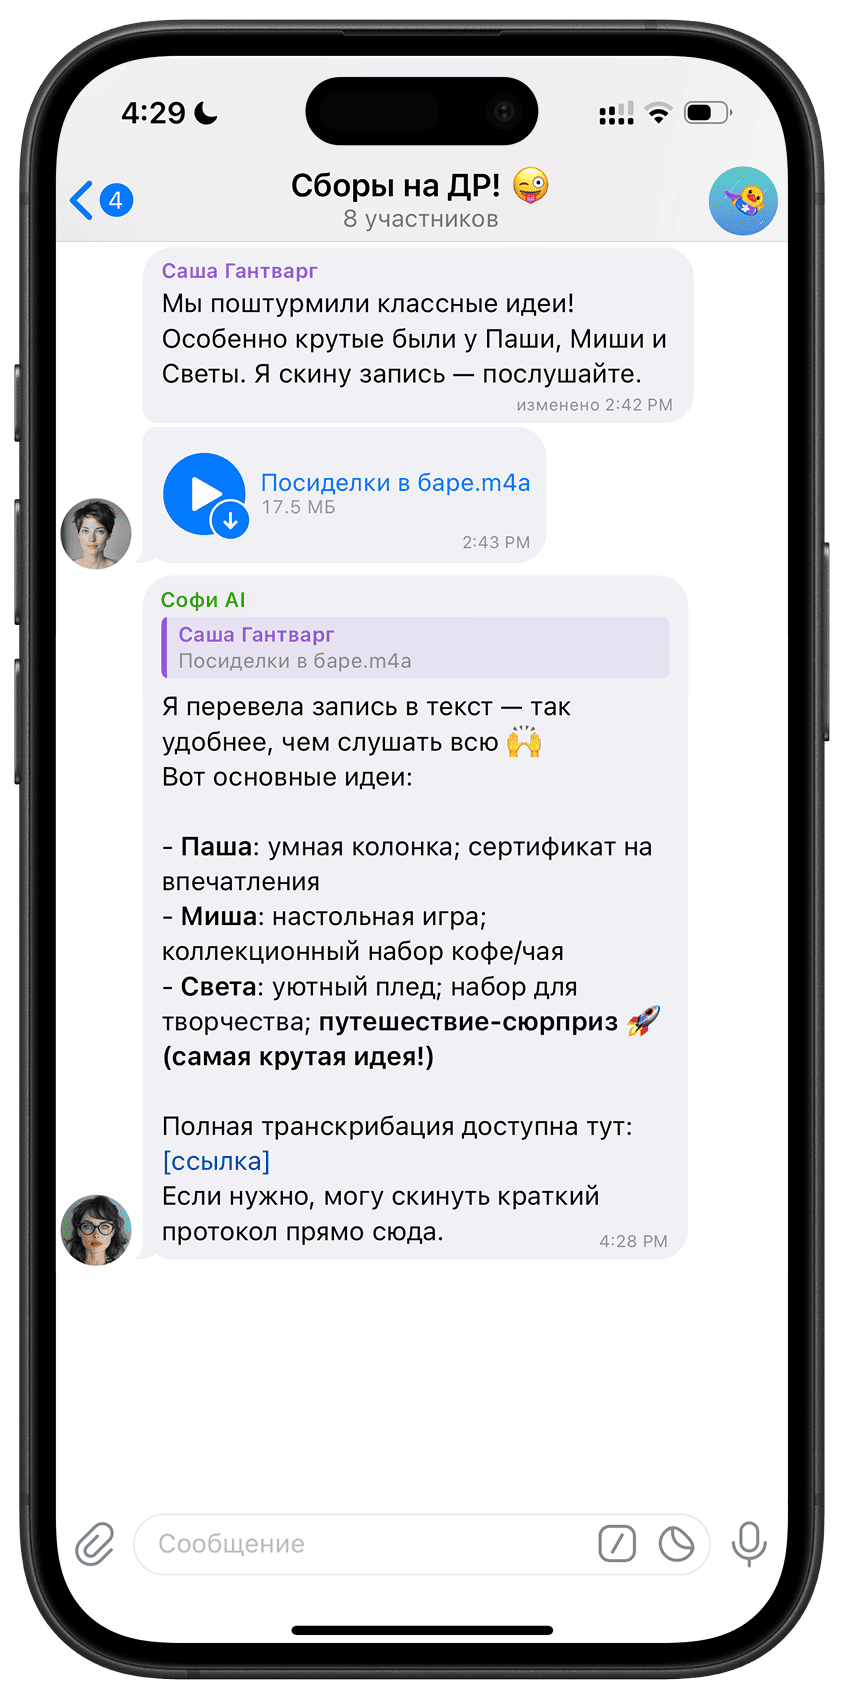 4:29
4
Сборы на ДР! 😜
8 участников
Саша Гантварг
Мы поштурмили классные идеи!
Особенно крутые были у Паши, Миши и
Светы. Я скину запись — послушайте.
изменено 2:42 PM
Посиделки в баре.m4a
17.5 МБ
2:43 PM
Софи AI
Саша Гантварг
Посиделки в баре.m4a
Я перевела запись в текст — так
удобнее, чем слушать всю 🙌
Вот основные идеи:
- Паша: умная колонка; сертификат на
впечатления
- Миша: настольная игра;
коллекционный набор кофе/чая
- Света: уютный плед; набор для
творчества; путешествие-сюрприз 🚀
(самая крутая идея!)
Полная транскрибация доступна тут:
[ссылка]
Если нужно, могу скинуть краткий
протокол прямо сюда.
4:28 PM
Сообщение